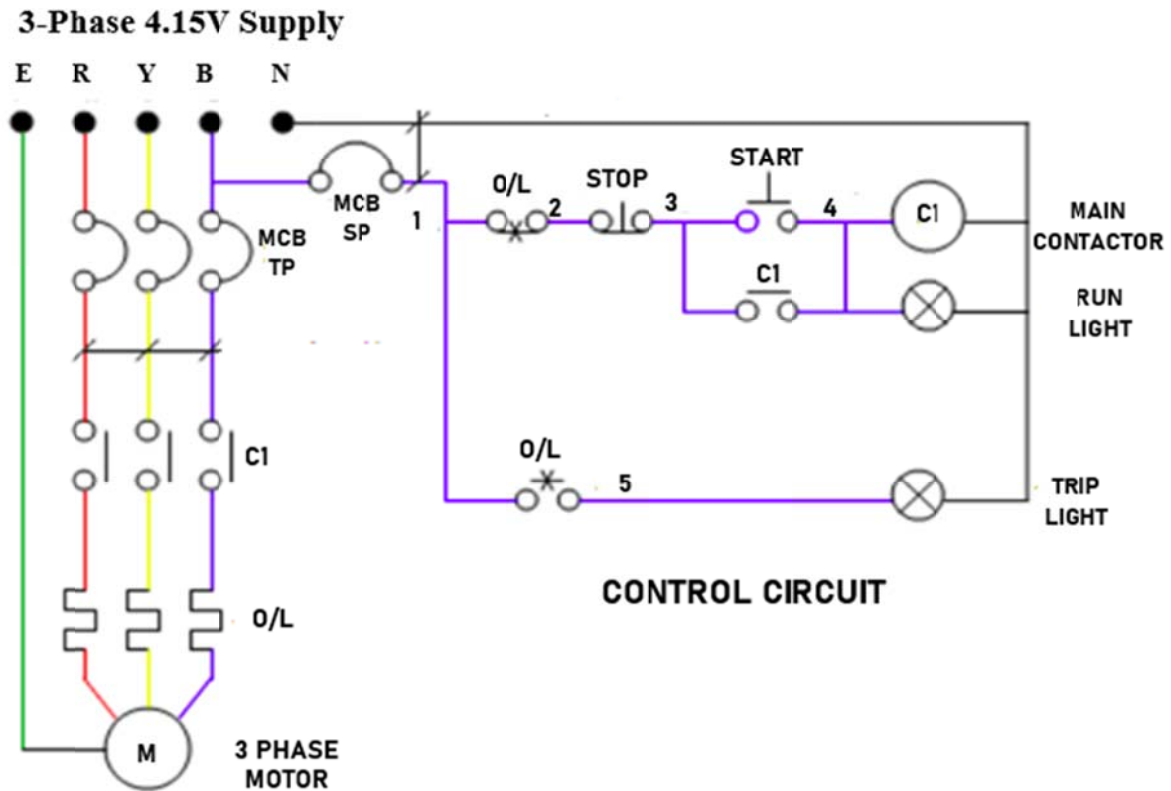 3-Phase 4.15V Supply
E R Y B N
START
O/L STOP
MCB SP
1 2 3 4
C1
MAIN CONTACTOR
MCB TP
C1
RUN LIGHT
C1
O/L
5
TRIP LIGHT
CONTROL CIRCUIT
O/L
M
3 PHASE MOTOR